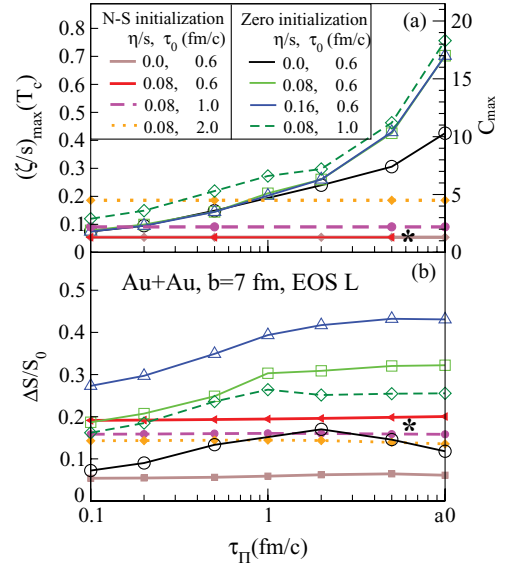 N-S initialization Zero initialization (a)
η/s, τ0 (fm/c) η/s, τ0 (fm/c)
0.0, 0.6 0.0, 0.6
0.08, 0.6 0.08, 0.6
0.08, 1.0 0.16, 0.6
0.08, 2.0 0.08, 1.0
(ζ/s)max(Tc)
0.8
0.7
0.6
0.5
0.4
0.3
0.2
0.1
0
20
15
10
5
0
Cmax
*
Au+Au, b=7 fm, EOS L (b)
ΔS/S0
0.5
0.4
0.3
0.2
0.1
0
*
0.1 1 a0
τΠ(fm/c)